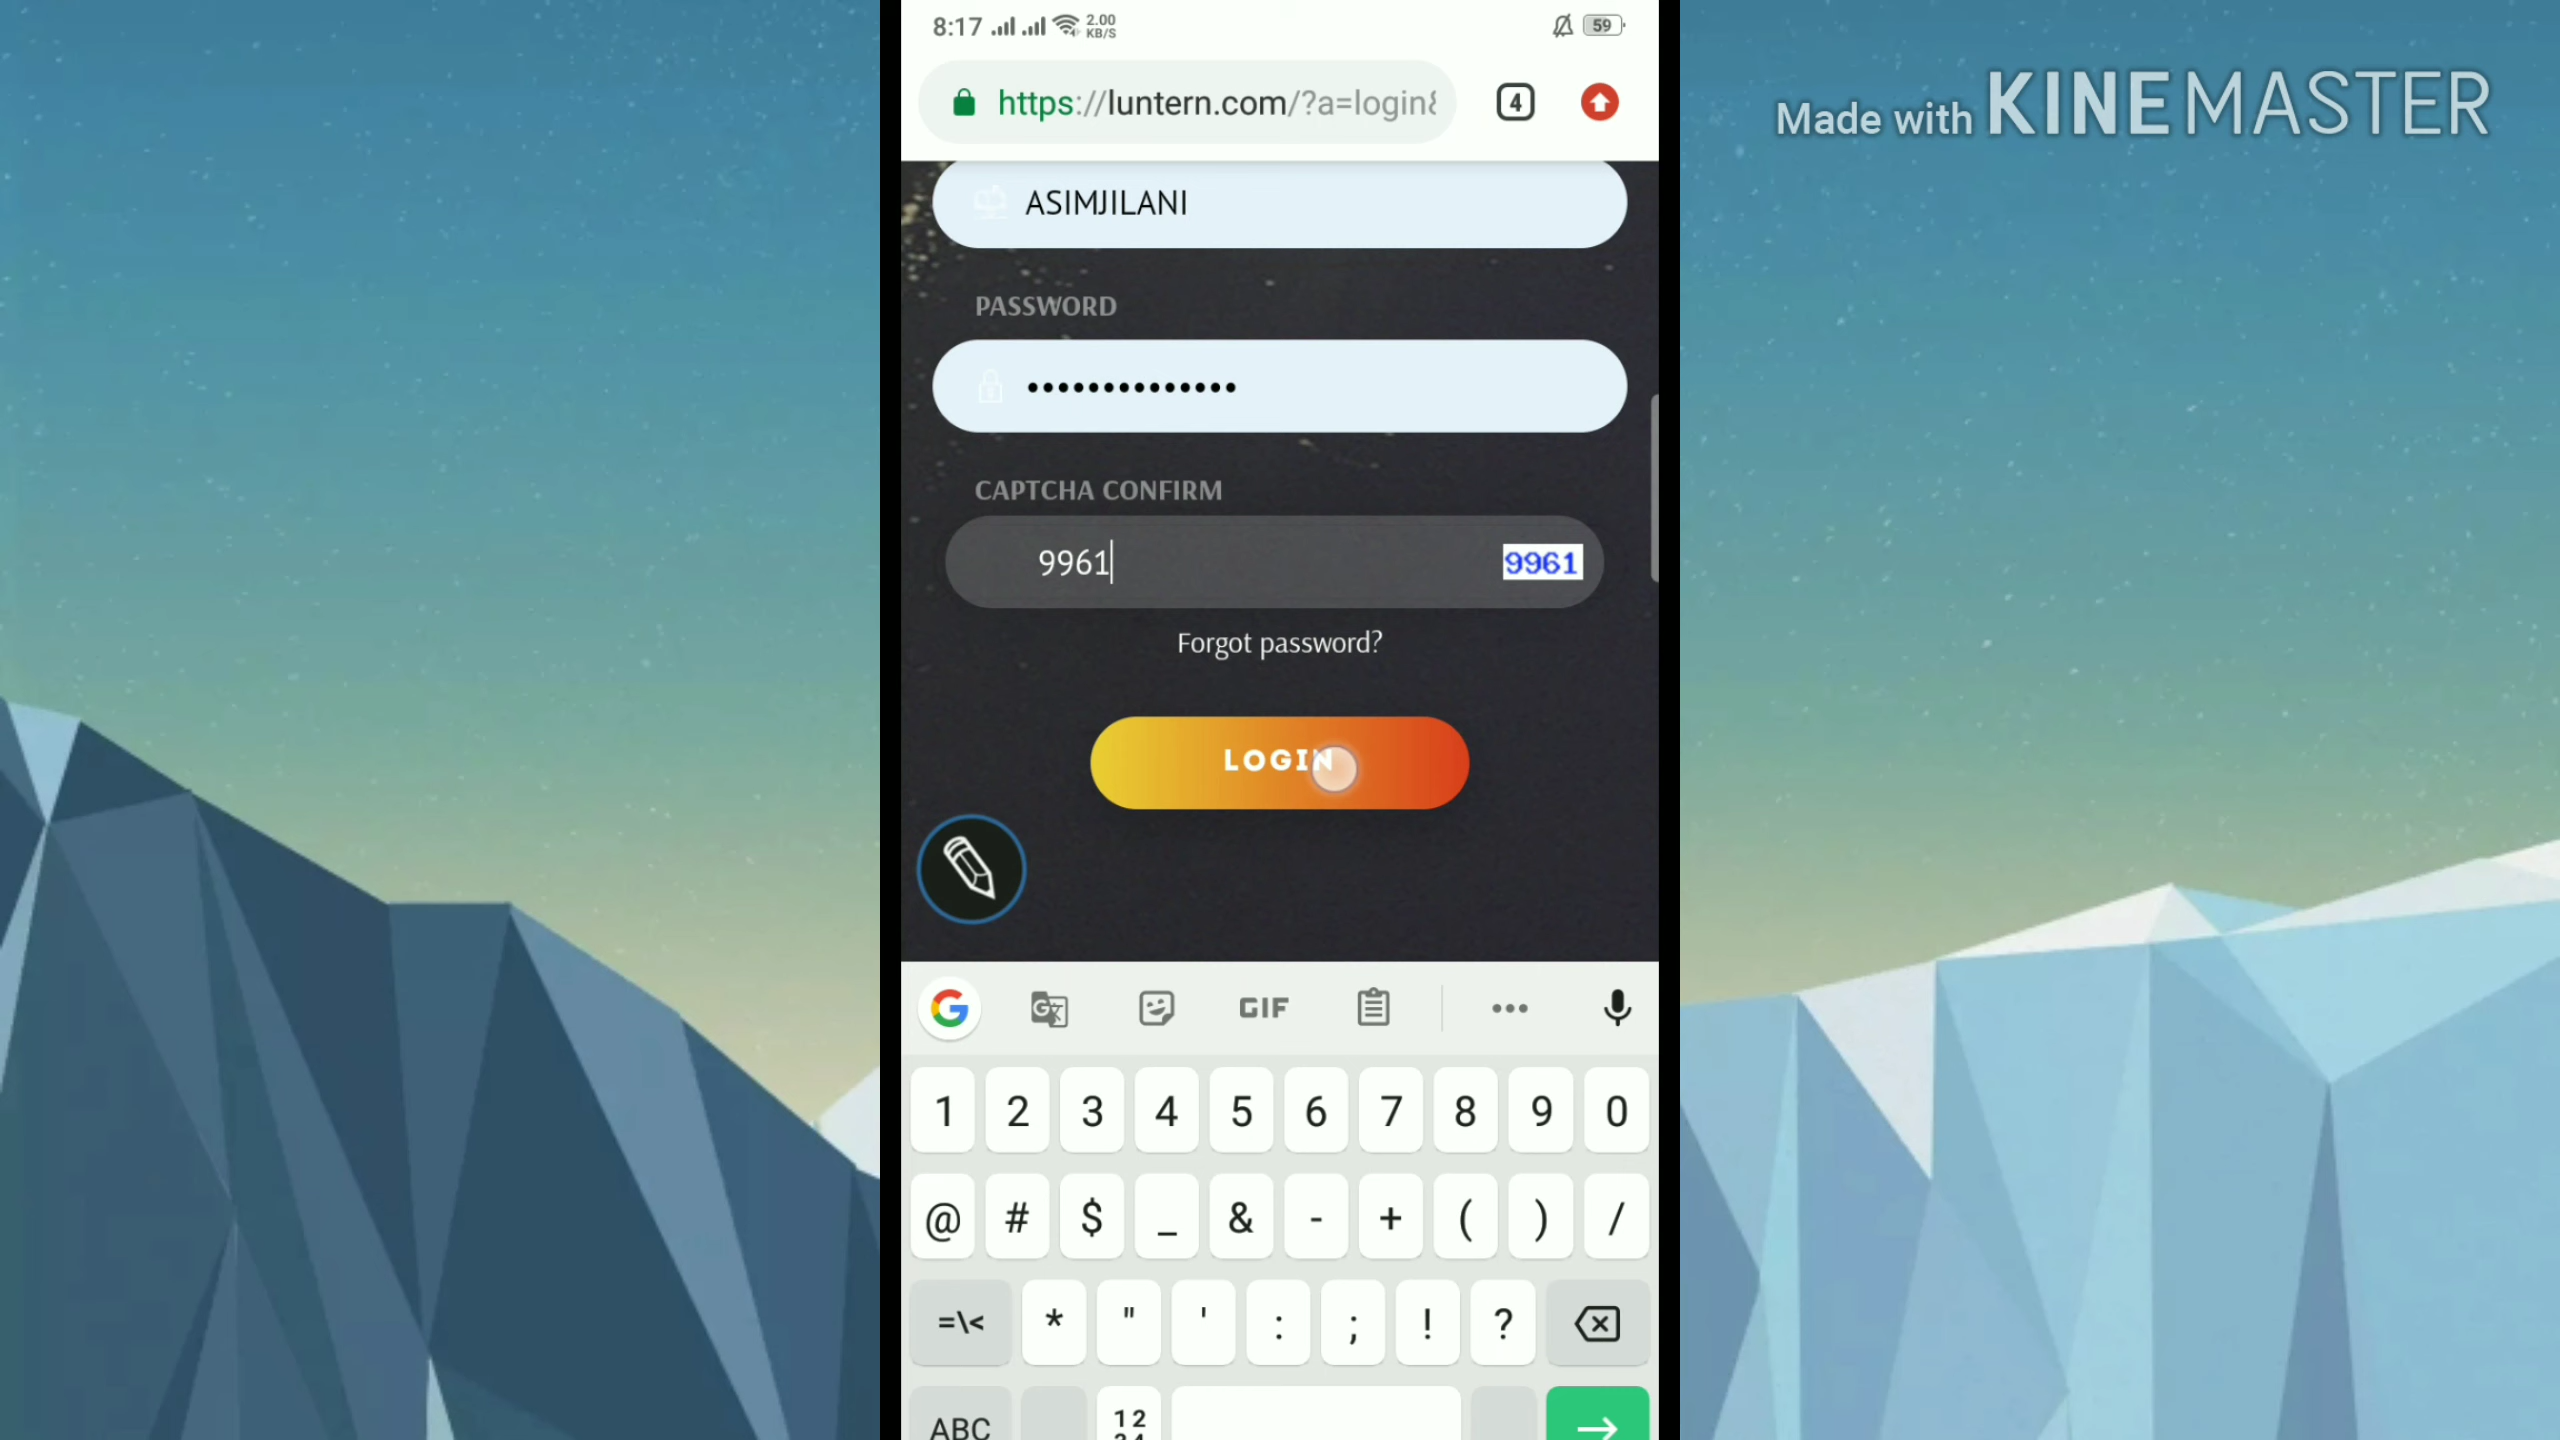 8:17 2.00 KB/S 59
https://luntern.com/?a=login& 4
Made with KINEMASTER
ASIMJILANI
PASSWORD
••••••••••••••
CAPTCHA CONFIRM
9961 9961
Forgot password?
LOGIN
G GIF
1 2 3 4 5 6 7 8 9 0
@ # $ _ & - + ( ) /
=\< * " ' : ; ! ?
ABC 12